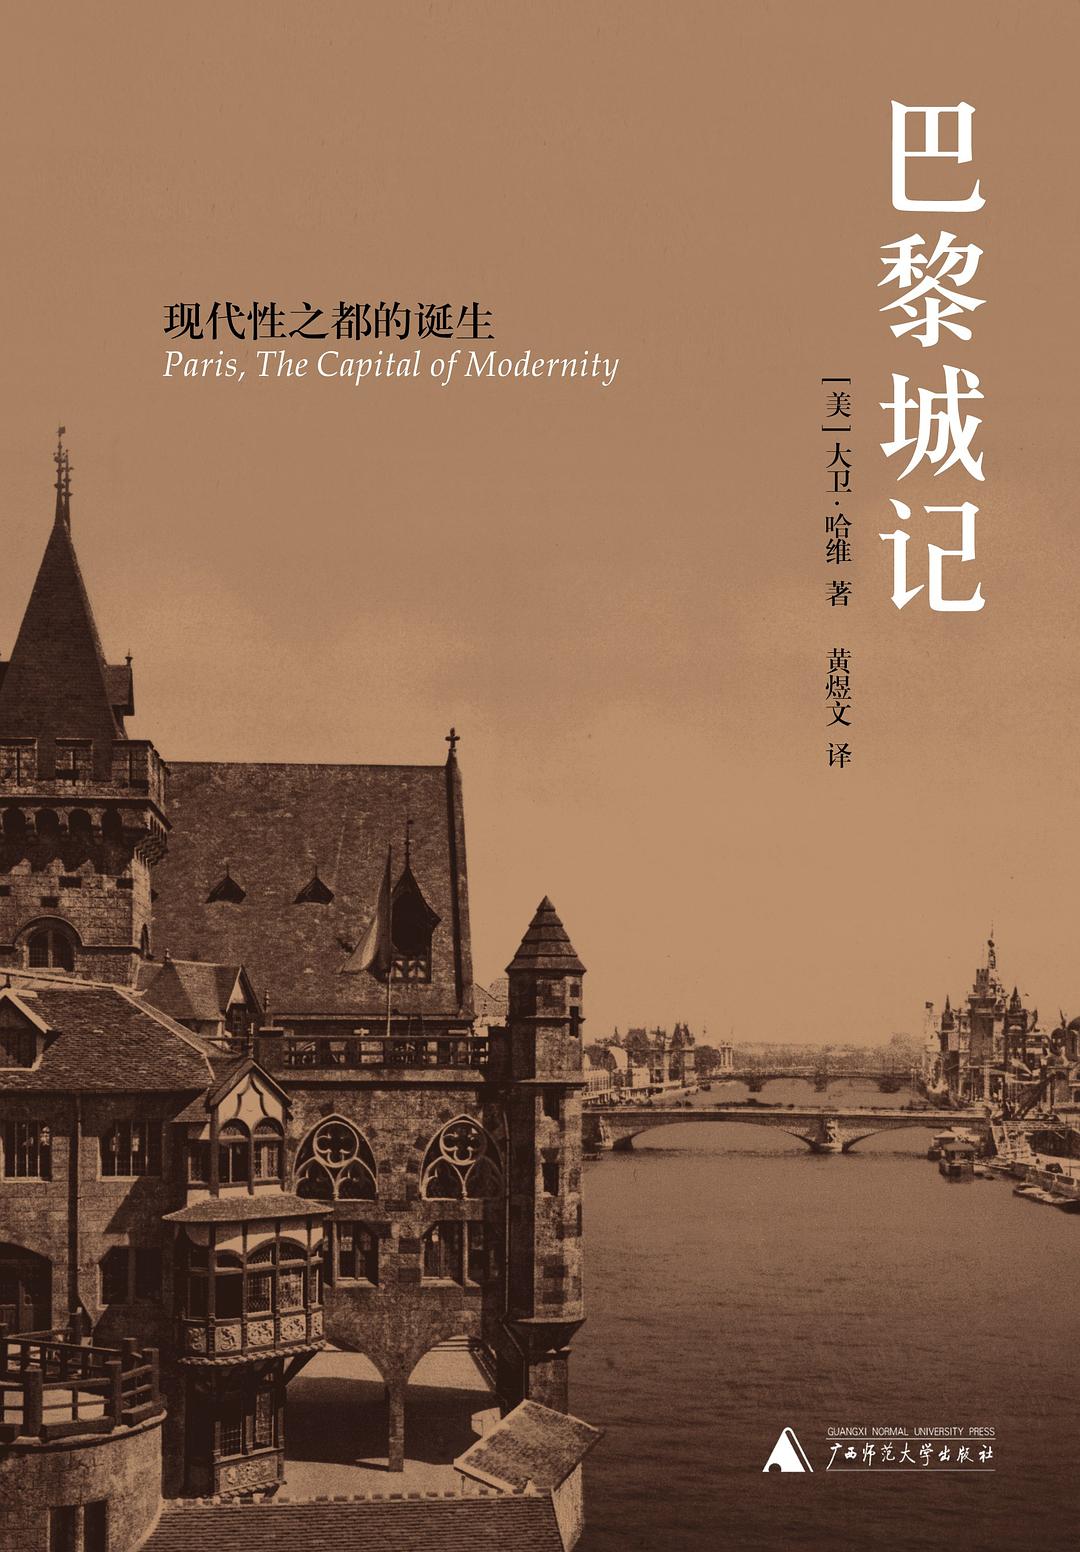 巴黎城记
现代性之都的诞生
Paris, The Capital of Modernity
[美] 大卫·哈维 著 黄煜文 译
GUANGXI NORMAL UNIVERSITY PRESS
广西师范大学出版社